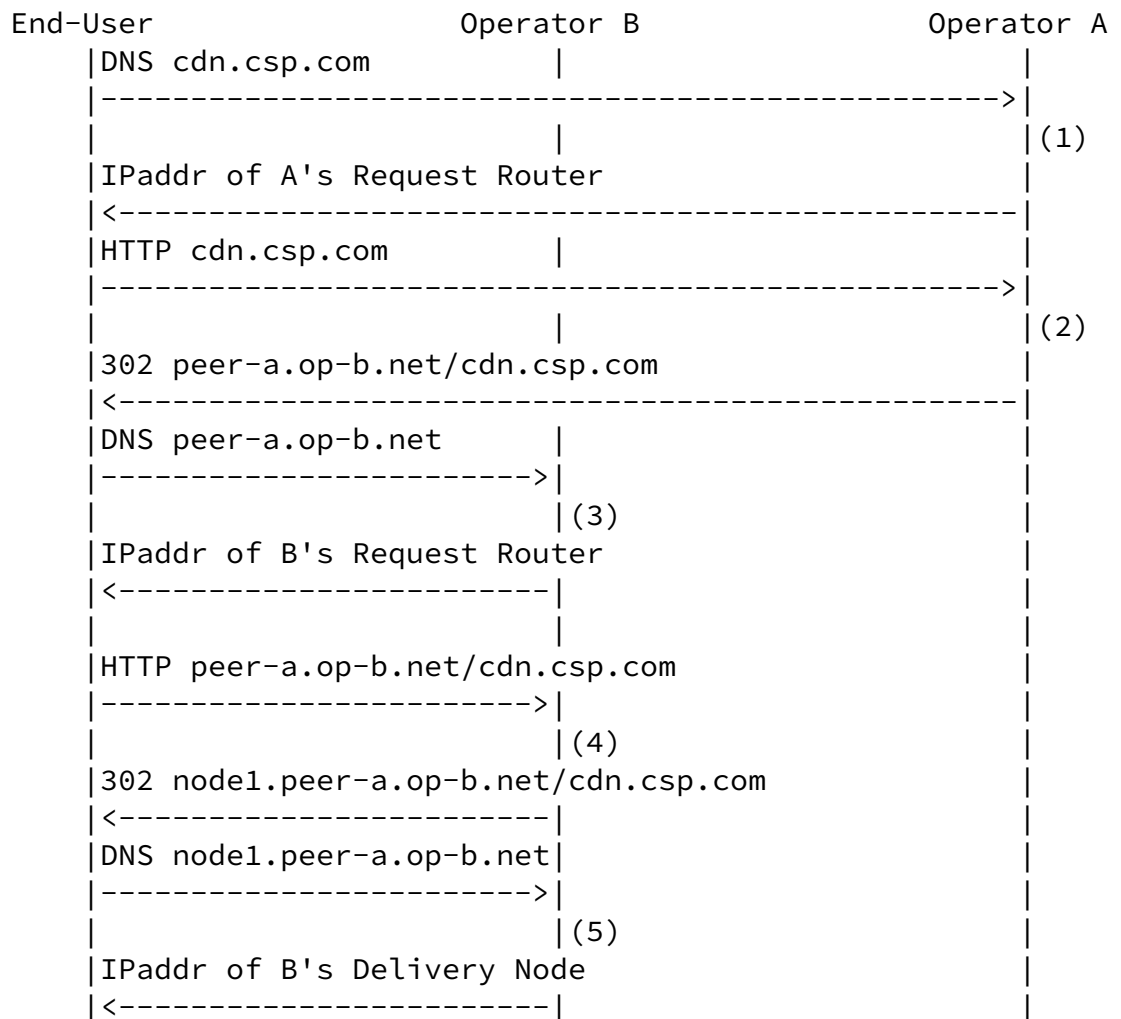 End-User                 Operator B                Operator A
    |DNS cdn.csp.com          |                         |
    |-------------------------------------------------->|
    |                         |                         |(1)
    |IPaddr of A's Request Router                       |
    |<--------------------------------------------------|
    |HTTP cdn.csp.com         |                         |
    |-------------------------------------------------->|
    |                         |                         |(2)
    |302 peer-a.op-b.net/cdn.csp.com                    |
    |<--------------------------------------------------|
    |DNS peer-a.op-b.net      |                         |
    |------------------------>|                         |
    |                         |(3)                      |
    |IPaddr of B's Request Router                       |
    |<------------------------|                         |
    |                         |                         |
    |HTTP peer-a.op-b.net/cdn.csp.com                   |
    |------------------------>|                         |
    |                         |(4)                      |
    |302 node1.peer-a.op-b.net/cdn.csp.com              |
    |<------------------------|                         |
    |DNS node1.peer-a.op-b.net|                         |
    |------------------------>|                         |
    |                         |(5)                      |
    |IPaddr of B's Delivery Node                        |
    |<------------------------|                         |